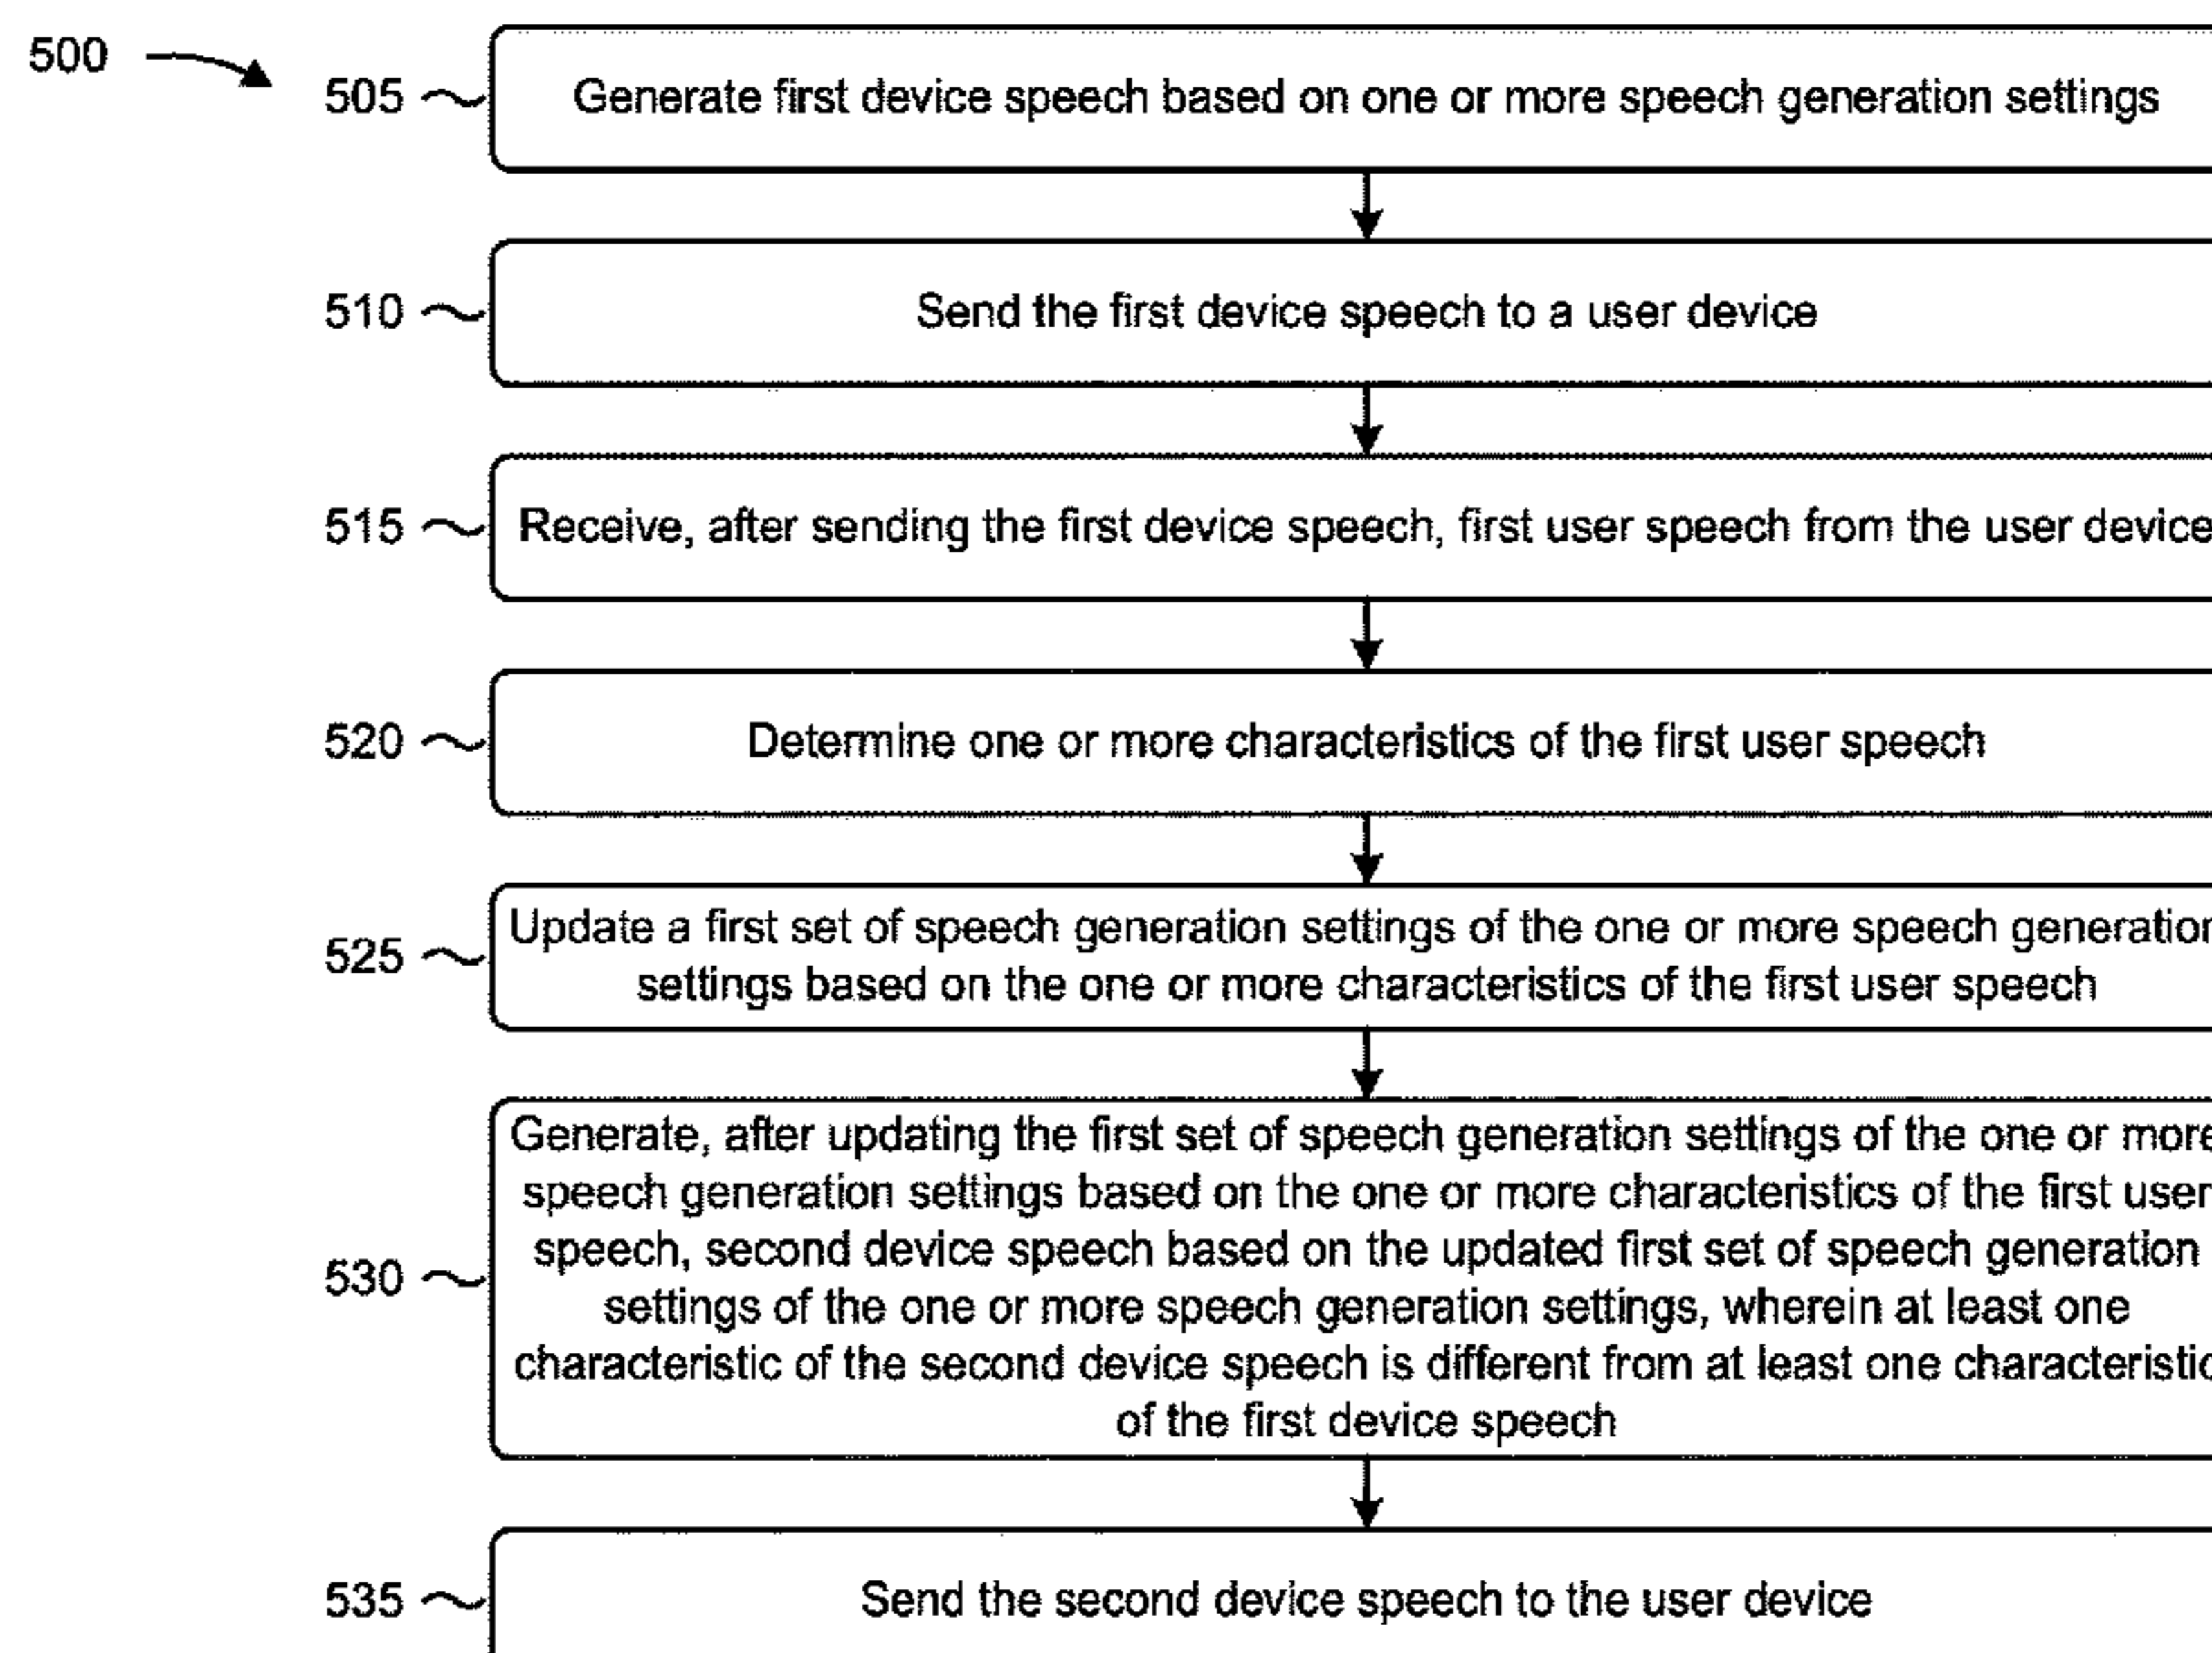 500
505 Generate first device speech based on one or more speech generation settings
510 Send the first device speech to a user device
515 Receive, after sending the first device speech, first user speech from the user device
520 Determine one or more characteristics of the first user speech
Update a first set of speech generation settings of the one or more speech generation
525 settings based on the one or more characteristics of the first user speech
Generate, after updating the first set of speech generation settings of the one or more
speech generation settings based on the one or more characteristics of the first user
speech, second device speech based on the updated first set of speech generation
530 settings of the one or more speech generation settings, wherein at least one
characteristic of the second device speech is different from at least one characteristic
of the first device speech
535 Send the second device speech to the user device